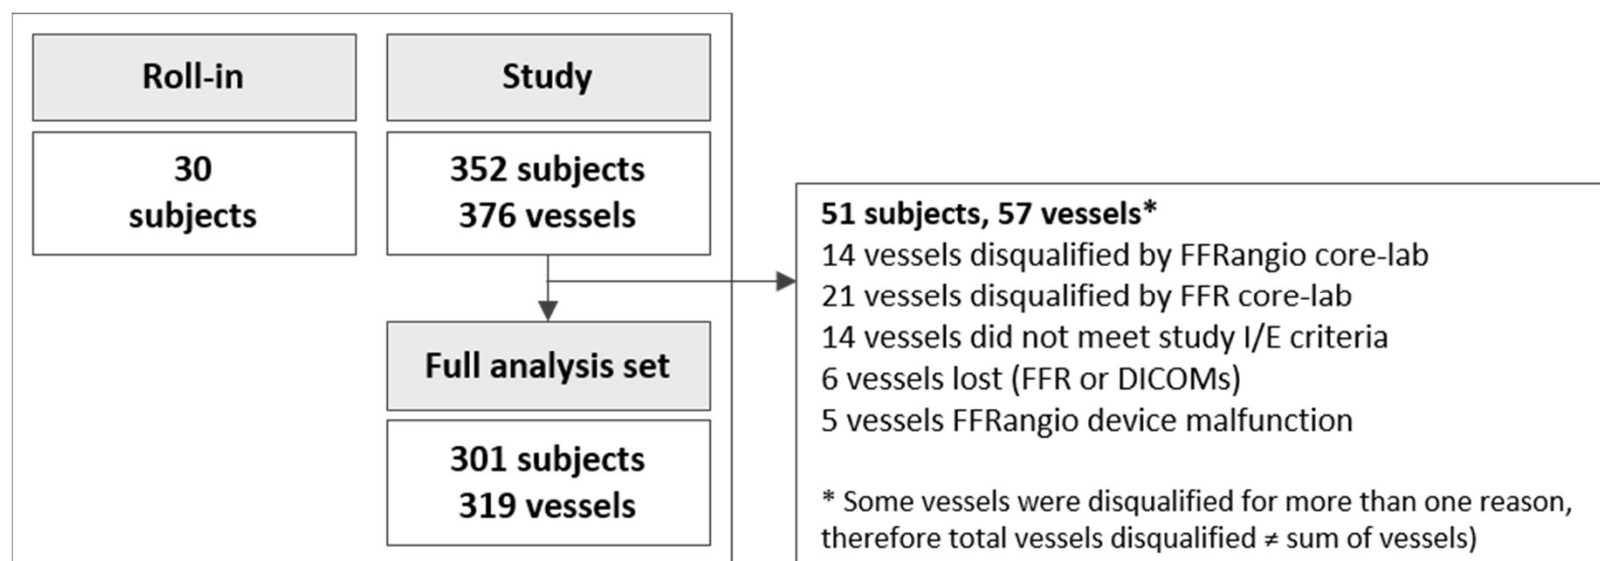 Roll-in
30
subjects
Study
352 subjects
376 vessels
Full analysis set
301 subjects
319 vessels
51 subjects, 57 vessels*
14 vessels disqualified by FFRangio core-lab
21 vessels disqualified by FFR core-lab
14 vessels did not meet study I/E criteria
6 vessels lost (FFR or DICOMs)
5 vessels FFRangio device malfunction
* Some vessels were disqualified for more than one reason,
therefore total vessels disqualified ≠ sum of vessels)